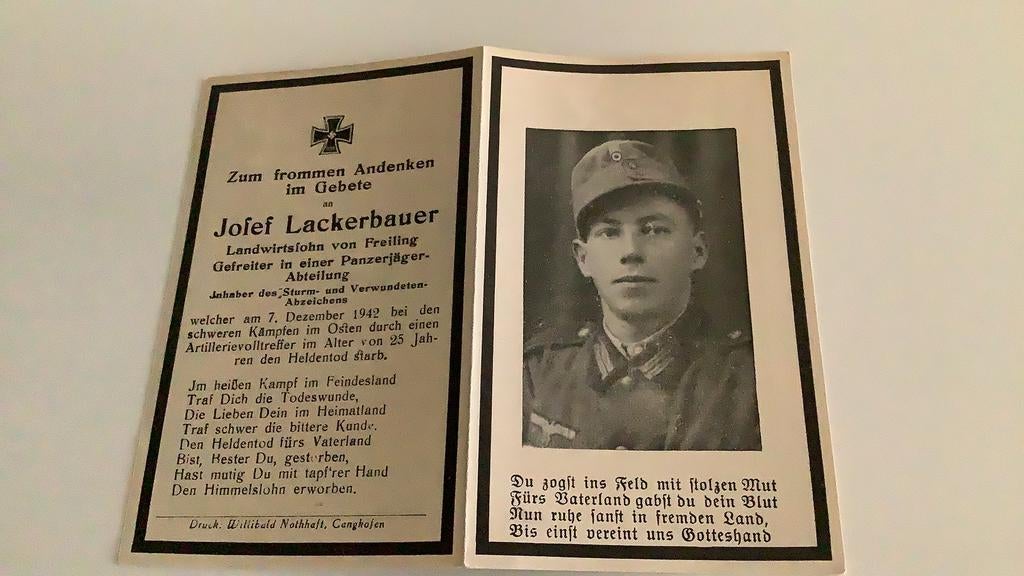 Zum frommen Andenken
im Gebete
an
Joſef Lackerbauer
Landwirtsſohn von Freiling
Gefreiter in einer Panzerjäger-
Abteilung
Jnhaber des Sturm- und Verwundeten-
Abzeichens
welcher am 7. Dezember 1942 bei den
schweren Kämpfen im Osten durch einen
Artillerievolltreffer im Alter von 25 Jah-
ren den Heldentod ſtarb.
Jm heißen Kampf im Feindesland
Traf Dich die Todeswunde,
Die Lieben Dein im Heimatland
Traf schwer die bittere Kunde.
Den Heldentod fürs Vaterland
Bist, Bester Du, gestorben,
Hast mutig Du mit tapf'rer Hand
Den Himmelslohn erworben.
Druck: Willibald Nothhaft, Gangkofen
Du zogſt ins Feld mit ſtolzen Mut
Fürs Vaterland gabſt du dein Blut
Nun ruhe ſanft in fremden Land,
Bis einſt vereint uns Gotteshand